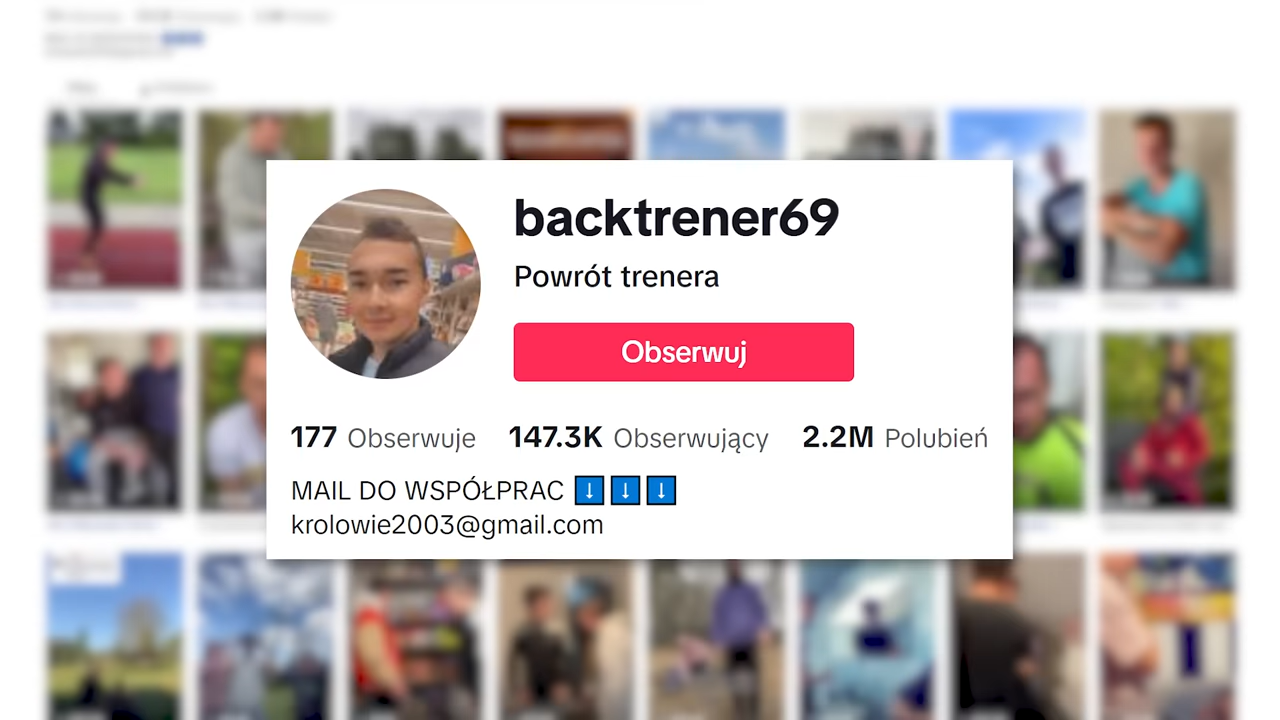 backtrener69
Powrót trenera
Obserwuj
177 Obserwuje 147.3K Obserwujący 2.2M Polubień
MAIL DO WSPÓŁPRAC ⬇️⬇️⬇️
krolowie2003@gmail.com